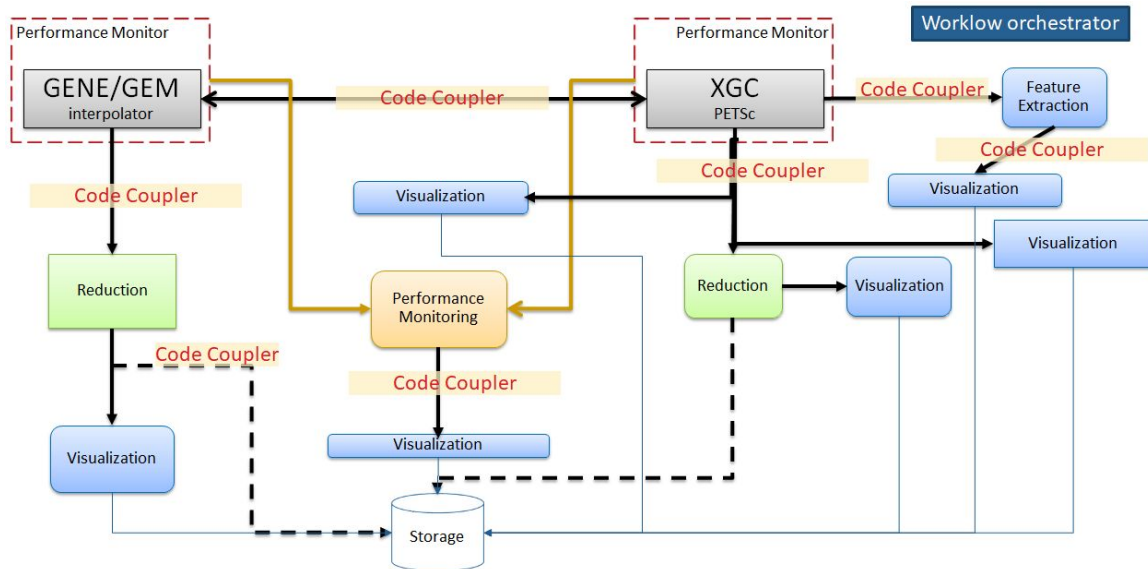 Performance Monitor
Performance Monitor
Worklow orchestrator
GENE/GEM
interpolator
Code Coupler
XGC
PETSc
Code Coupler
Feature
Extraction
Code Coupler
Code Coupler
Code Coupler
Visualization
Visualization
Visualization
Reduction
Performance
Monitoring
Reduction
Visualization
Code Coupler
Code Coupler
Visualization
Visualization
Storage